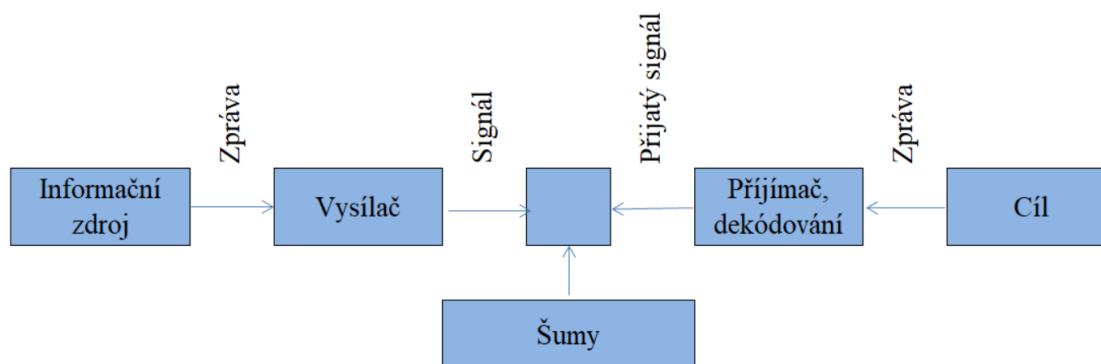 Zpráva
Signál
Přijatý signál
Zpráva
Informační
zdroj
Vysílač
Příjímač,
dekódování
Cíl
Šumy